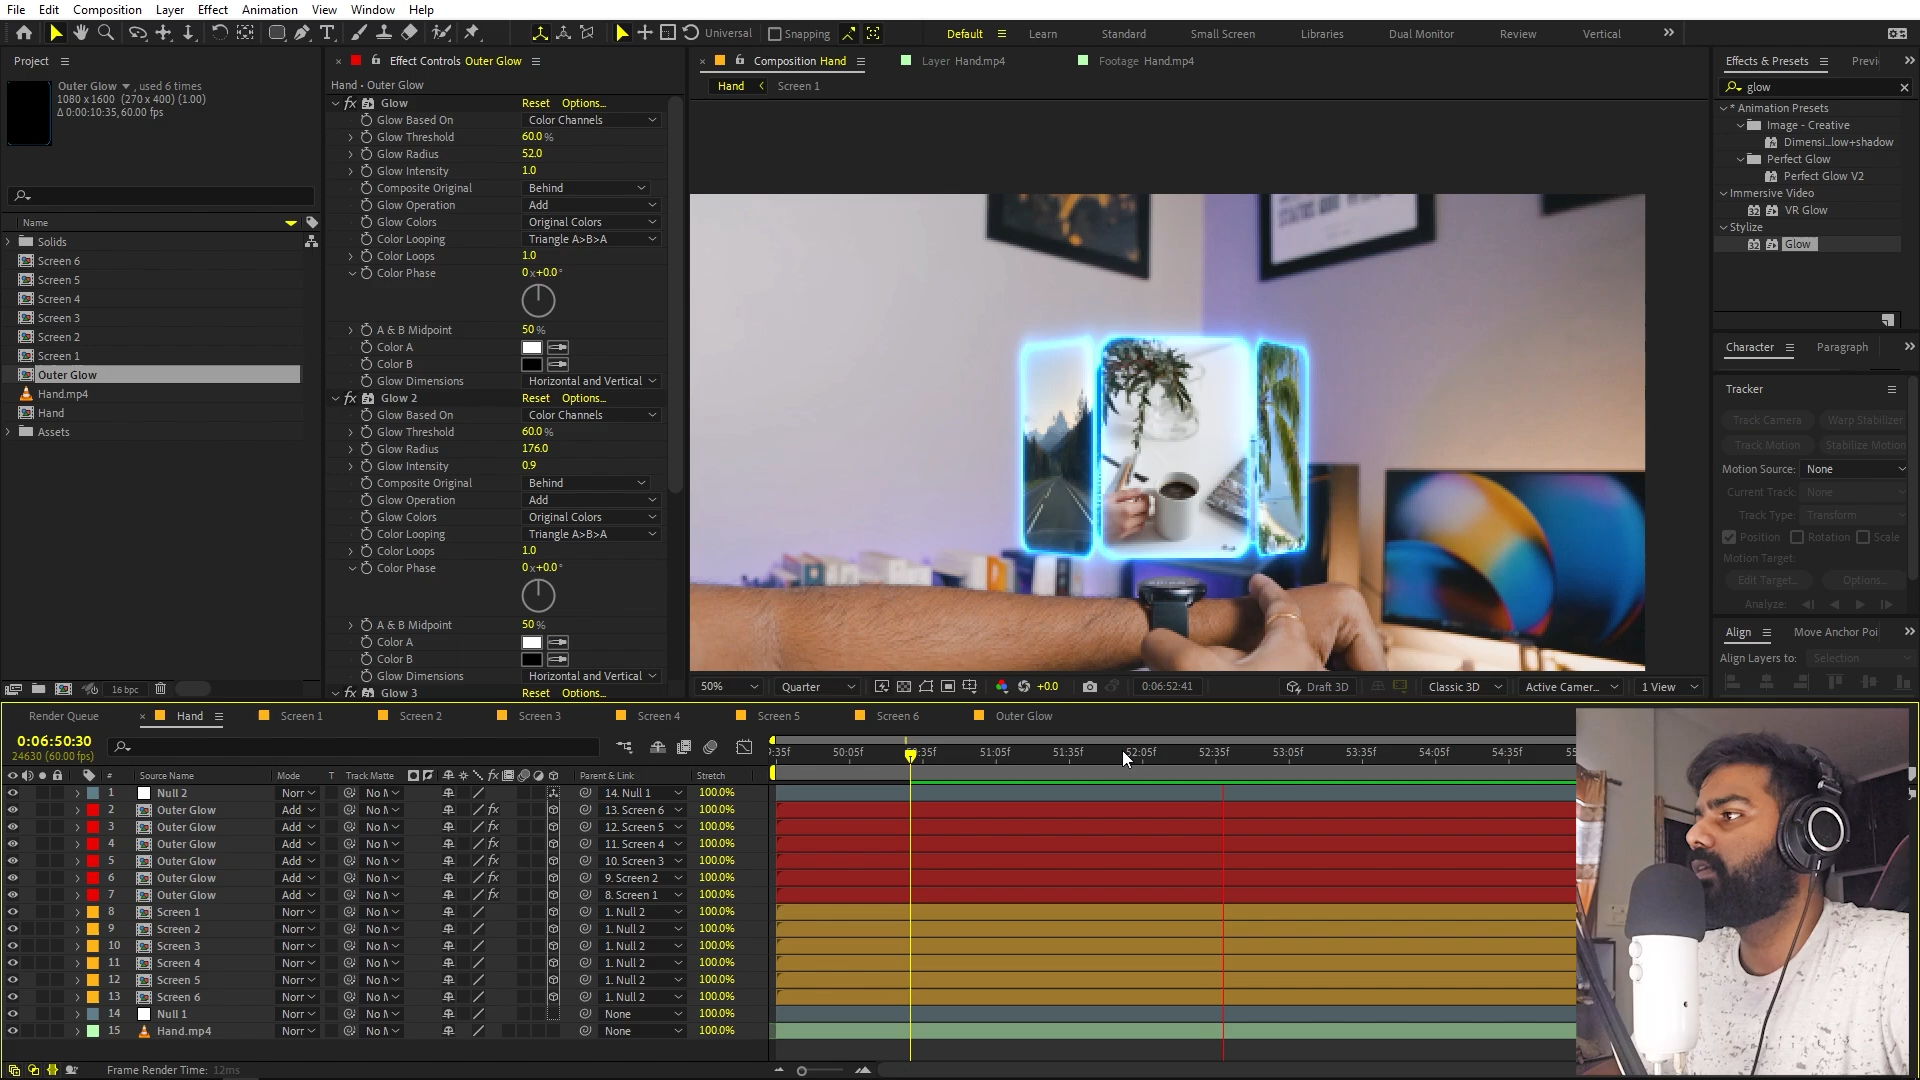 File Edit Composition Layer Effect Animation View Window Help
Universal Snapping Default Learn Standard Small Screen Libraries Dual Monitor Review Vertical
Project
Outer Glow , used 6 times
1080 x 1600 (270 x 400) (1.00)
Δ 0:00:10:35, 60.00 fps
Name
Solids
Screen 6
Screen 5
Screen 4
Screen 3
Screen 2
Screen 1
Outer Glow
Hand.mp4
Hand
Assets
16 bpc
Effect Controls Outer Glow
Hand • Outer Glow
fx Glow Reset Options...
Glow Based On Color Channels
Glow Threshold 60.0 %
Glow Radius 52.0
Glow Intensity 1.0
Composite Original Behind
Glow Operation Add
Glow Colors Original Colors
Color Looping Triangle A>B>A
Color Loops 1.0
Color Phase 0 x+0.0 °
A & B Midpoint 50 %
Color A
Color B
Glow Dimensions Horizontal and Vertical
fx Glow 2 Reset Options...
Glow Based On Color Channels
Glow Threshold 60.0 %
Glow Radius 176.0
Glow Intensity 0.9
Composite Original Behind
Glow Operation Add
Glow Colors Original Colors
Color Looping Triangle A>B>A
Color Loops 1.0
Color Phase 0 x+0.0 °
A & B Midpoint 50 %
Color A
Color B
Glow Dimensions Horizontal and Vertical
fx Glow 3 Reset Options...
Composition Hand Layer Hand.mp4 Footage Hand.mp4
Hand Screen 1
50% Quarter +0.0 0:06:52:41 Draft 3D Classic 3D Active Camer... 1 View
Effects & Presets Previ
glow
* Animation Presets
Image - Creative
Dimensi...low+shadow
Perfect Glow
Perfect Glow V2
Immersive Video
32 VR Glow
Stylize
32 Glow
Character Paragraph
Tracker
Track Camera Warp Stabilizer
Track Motion Stabilize Motion
Motion Source: None
Current Track: None
Track Type: Transform
Position Rotation Scale
Motion Target:
Edit Target... Options...
Analyze:
Align Move Anchor Poi
Align Layers to: Selection
Render Queue Hand Screen 1 Screen 2 Screen 3 Screen 4 Screen 5 Screen 6 Outer Glow
0:06:50:30
24630 (60.00 fps)
:35f 50:05f :35f 51:05f 51:35f 52:05f 52:35f 53:05f 53:35f 54:05f 54:35f 55
# Source Name Mode T Track Matte fx Parent & Link Stretch
1 Null 2 Norr No M 14. Null 1 100.0%
2 Outer Glow Add No M fx 13. Screen 6 100.0%
3 Outer Glow Add No M fx 12. Screen 5 100.0%
4 Outer Glow Add No M fx 11. Screen 4 100.0%
5 Outer Glow Add No M fx 10. Screen 3 100.0%
6 Outer Glow Add No M fx 9. Screen 2 100.0%
7 Outer Glow Add No M fx 8. Screen 1 100.0%
8 Screen 1 Norr No M 1. Null 2 100.0%
9 Screen 2 Norr No M 1. Null 2 100.0%
10 Screen 3 Norr No M 1. Null 2 100.0%
11 Screen 4 Norr No M 1. Null 2 100.0%
12 Screen 5 Norr No M 1. Null 2 100.0%
13 Screen 6 Norr No M 1. Null 2 100.0%
14 Null 1 Norr No M None 100.0%
15 Hand.mp4 Norr No M None 100.0%
Frame Render Time: 12ms